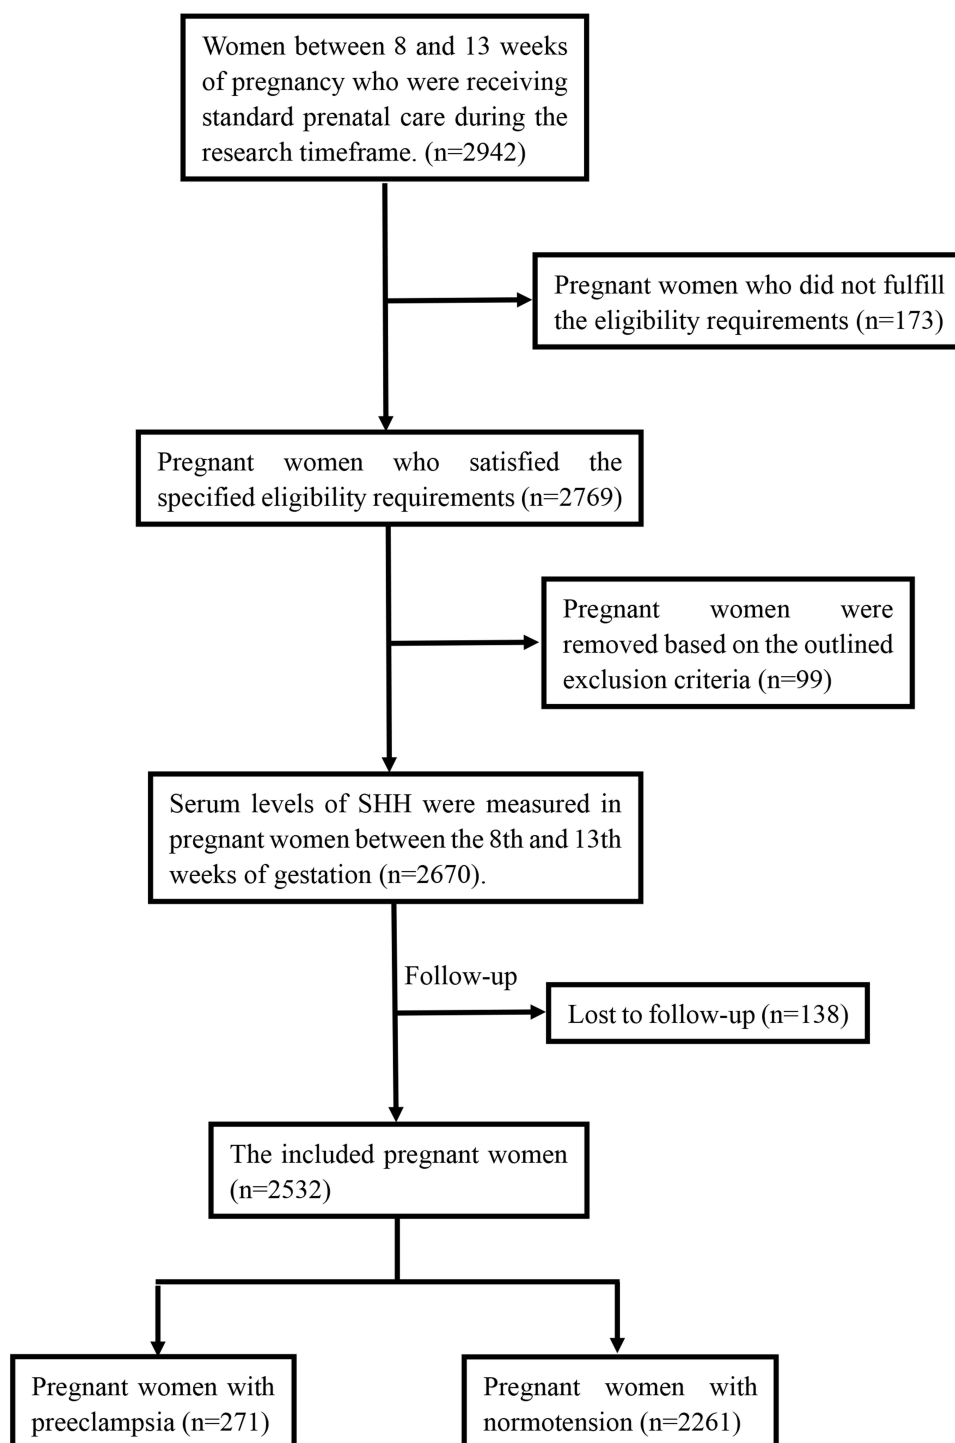 Women between 8 and 13 weeks
of pregnancy who were receiving
standard prenatal care during the
research timeframe. (n=2942)
Pregnant women who did not fulfill
the eligibility requirements (n=173)
Pregnant women who satisfied the
specified eligibility requirements (n=2769)
Pregnant women were
removed based on the outlined
exclusion criteria (n=99)
Serum levels of SHH were measured in
pregnant women between the 8th and 13th
weeks of gestation (n=2670).
Follow-up
Lost to follow-up (n=138)
The included pregnant women
(n=2532)
Pregnant women with
preeclampsia (n=271)
Pregnant women with
normotension (n=2261)